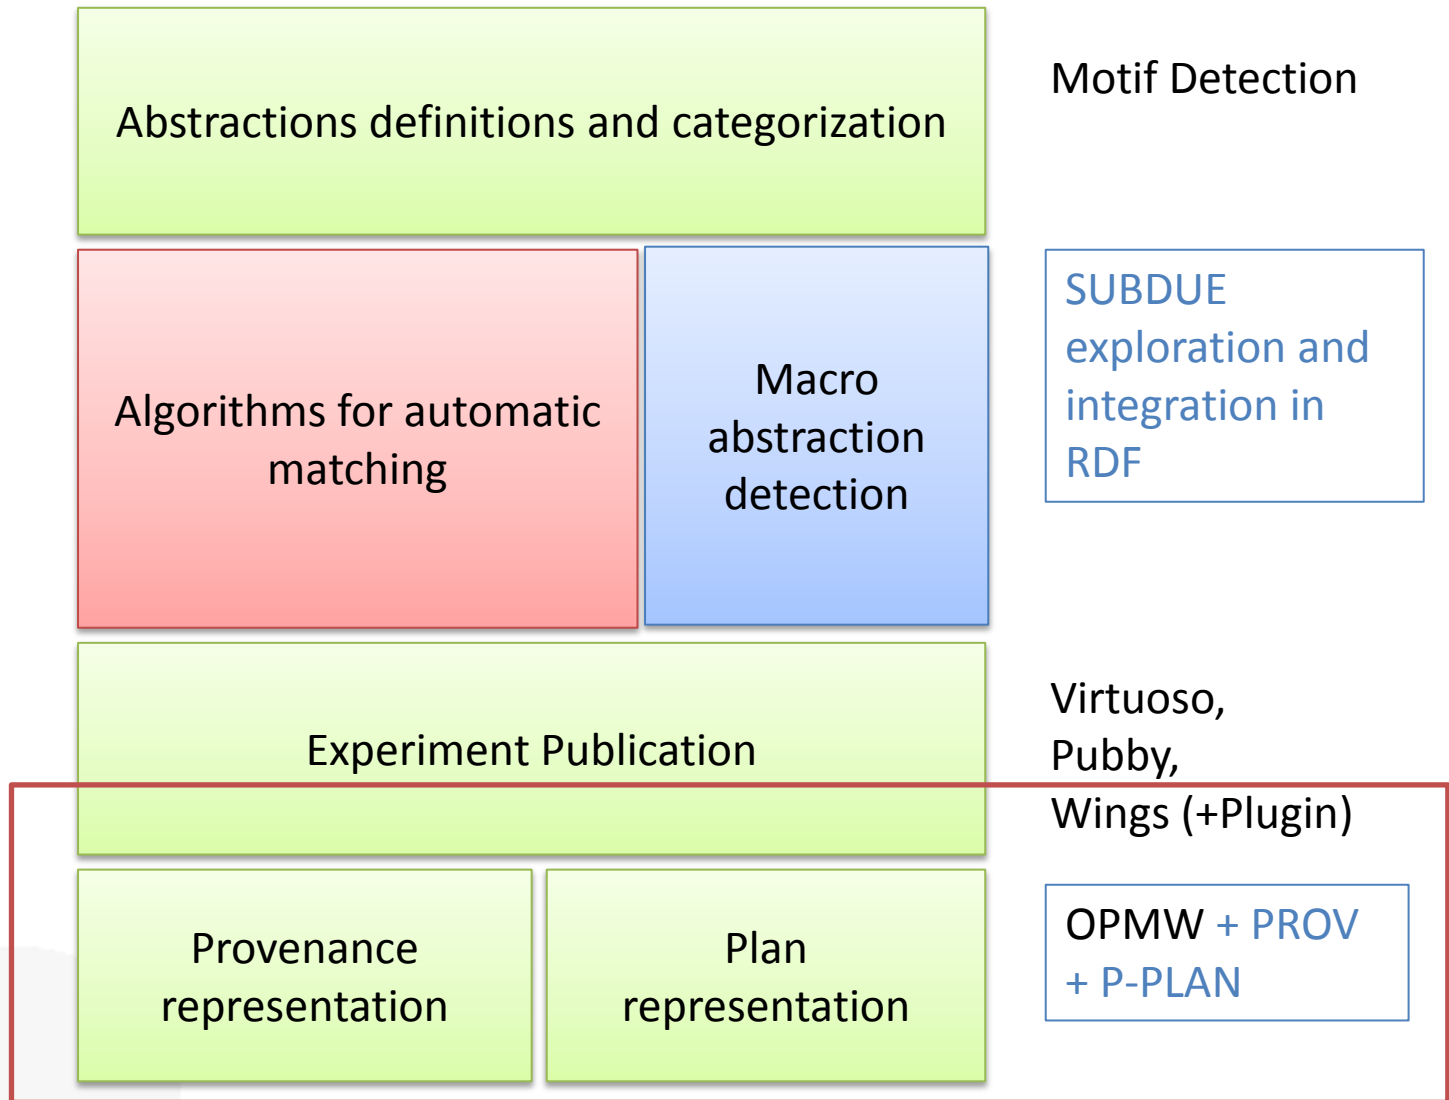 Abstractions definitions and categorization
Motif Detection
Algorithms for automatic
matching
Macro
abstraction
detection
SUBDUE
exploration and
integration in
RDF
Experiment Publication
Virtuoso,
Pubby,
Wings (+Plugin)
Provenance
representation
Plan
representation
OPMW + PROV
+ P-PLAN